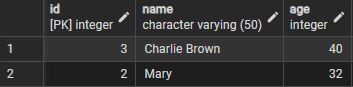 id name age
[PK] integer character varying (50) integer
1 3 Charlie Brown 40
2 2 Mary 32